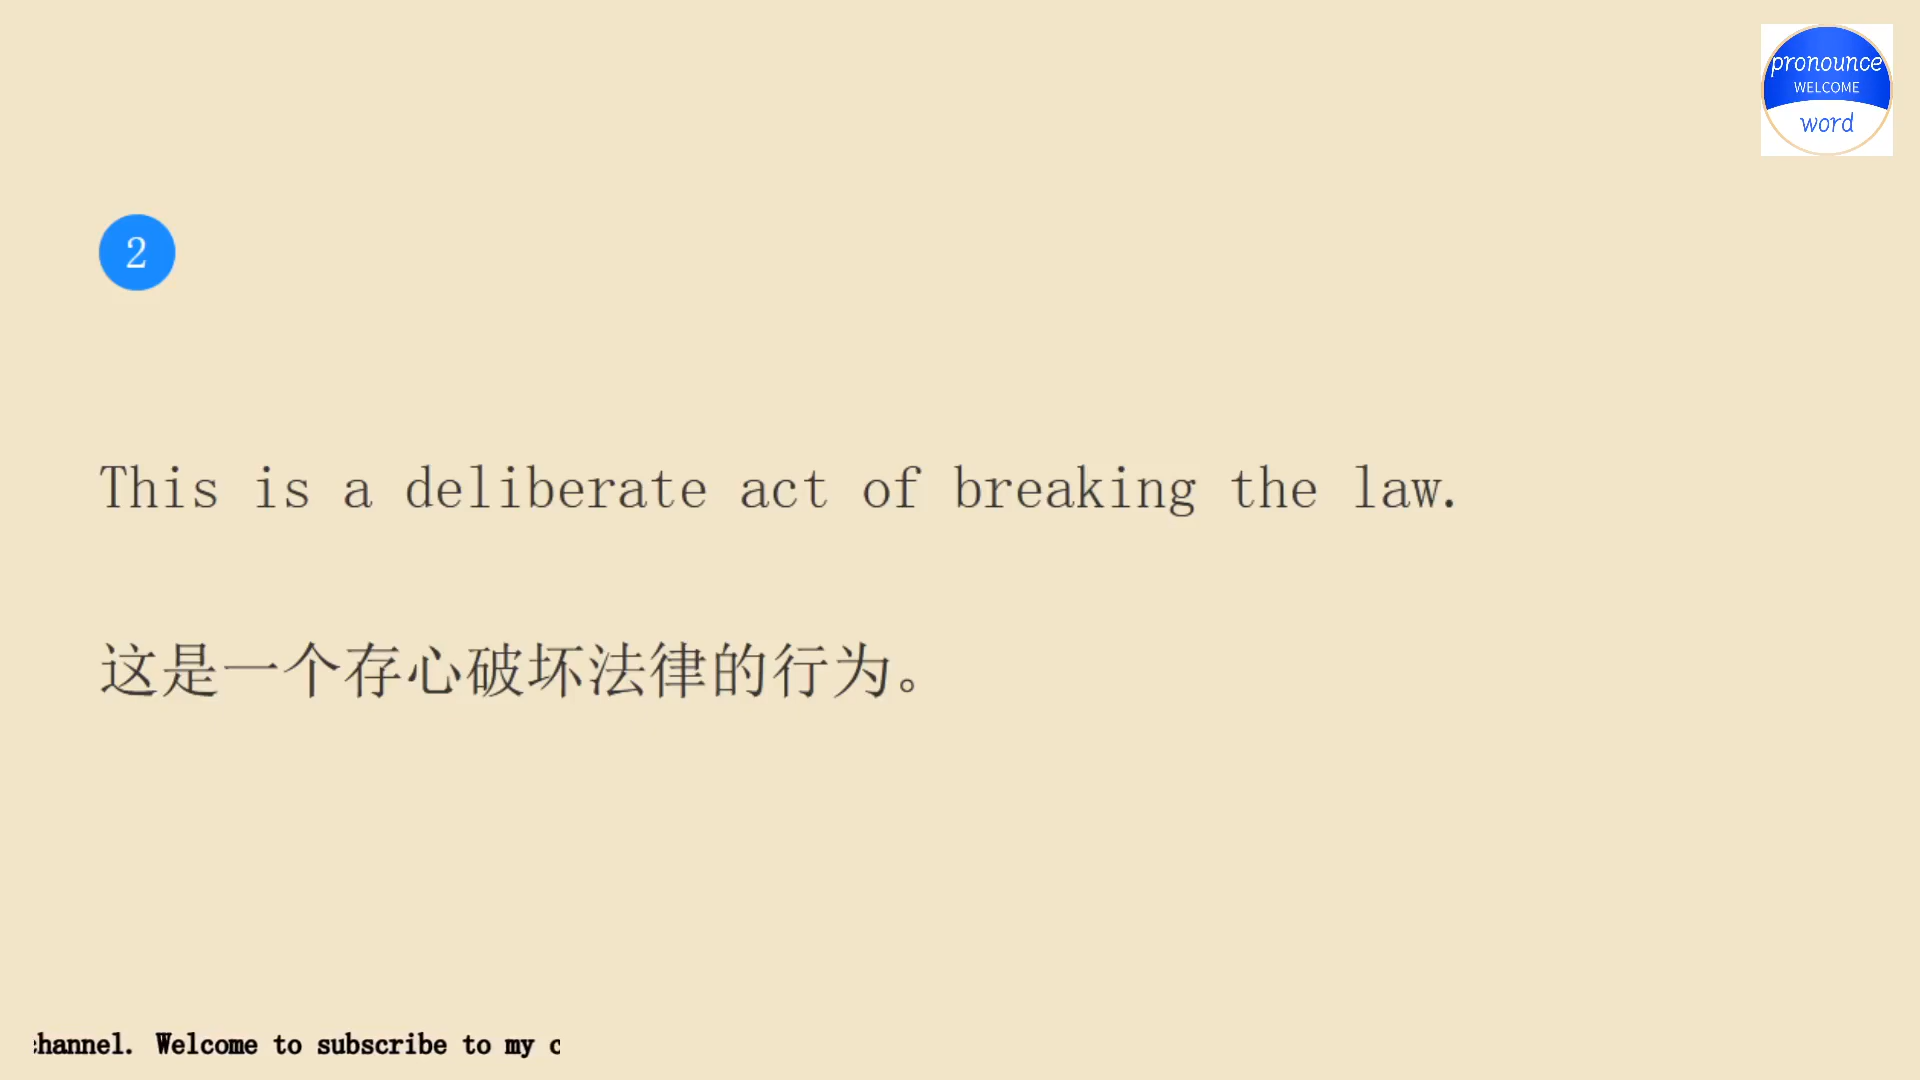 pronounce
WELCOME
word
2
This is a deliberate act of breaking the law.
这是一个存心破坏法律的行为。
channel. Welcome to subscribe to my c